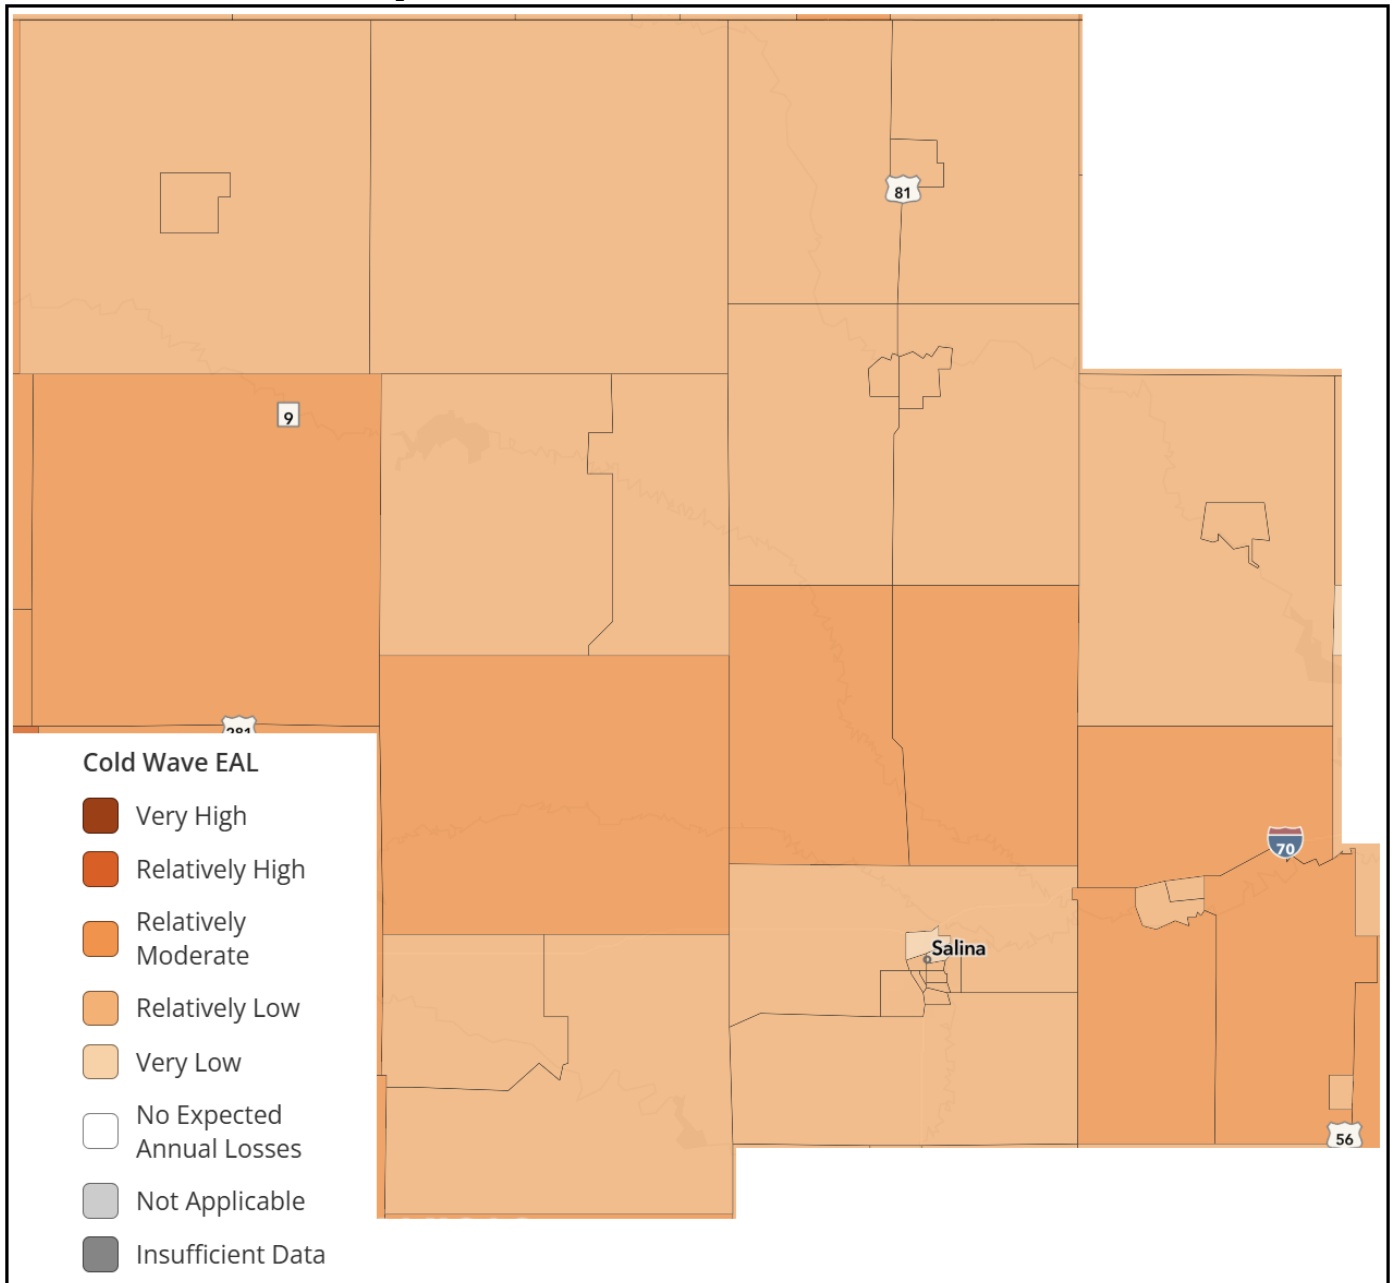 81
9
281
Cold Wave EAL
Very High
Relatively High
Relatively
Moderate
Relatively Low
Very Low
No Expected
Annual Losses
Not Applicable
Insufficient Data
70
Salina
56